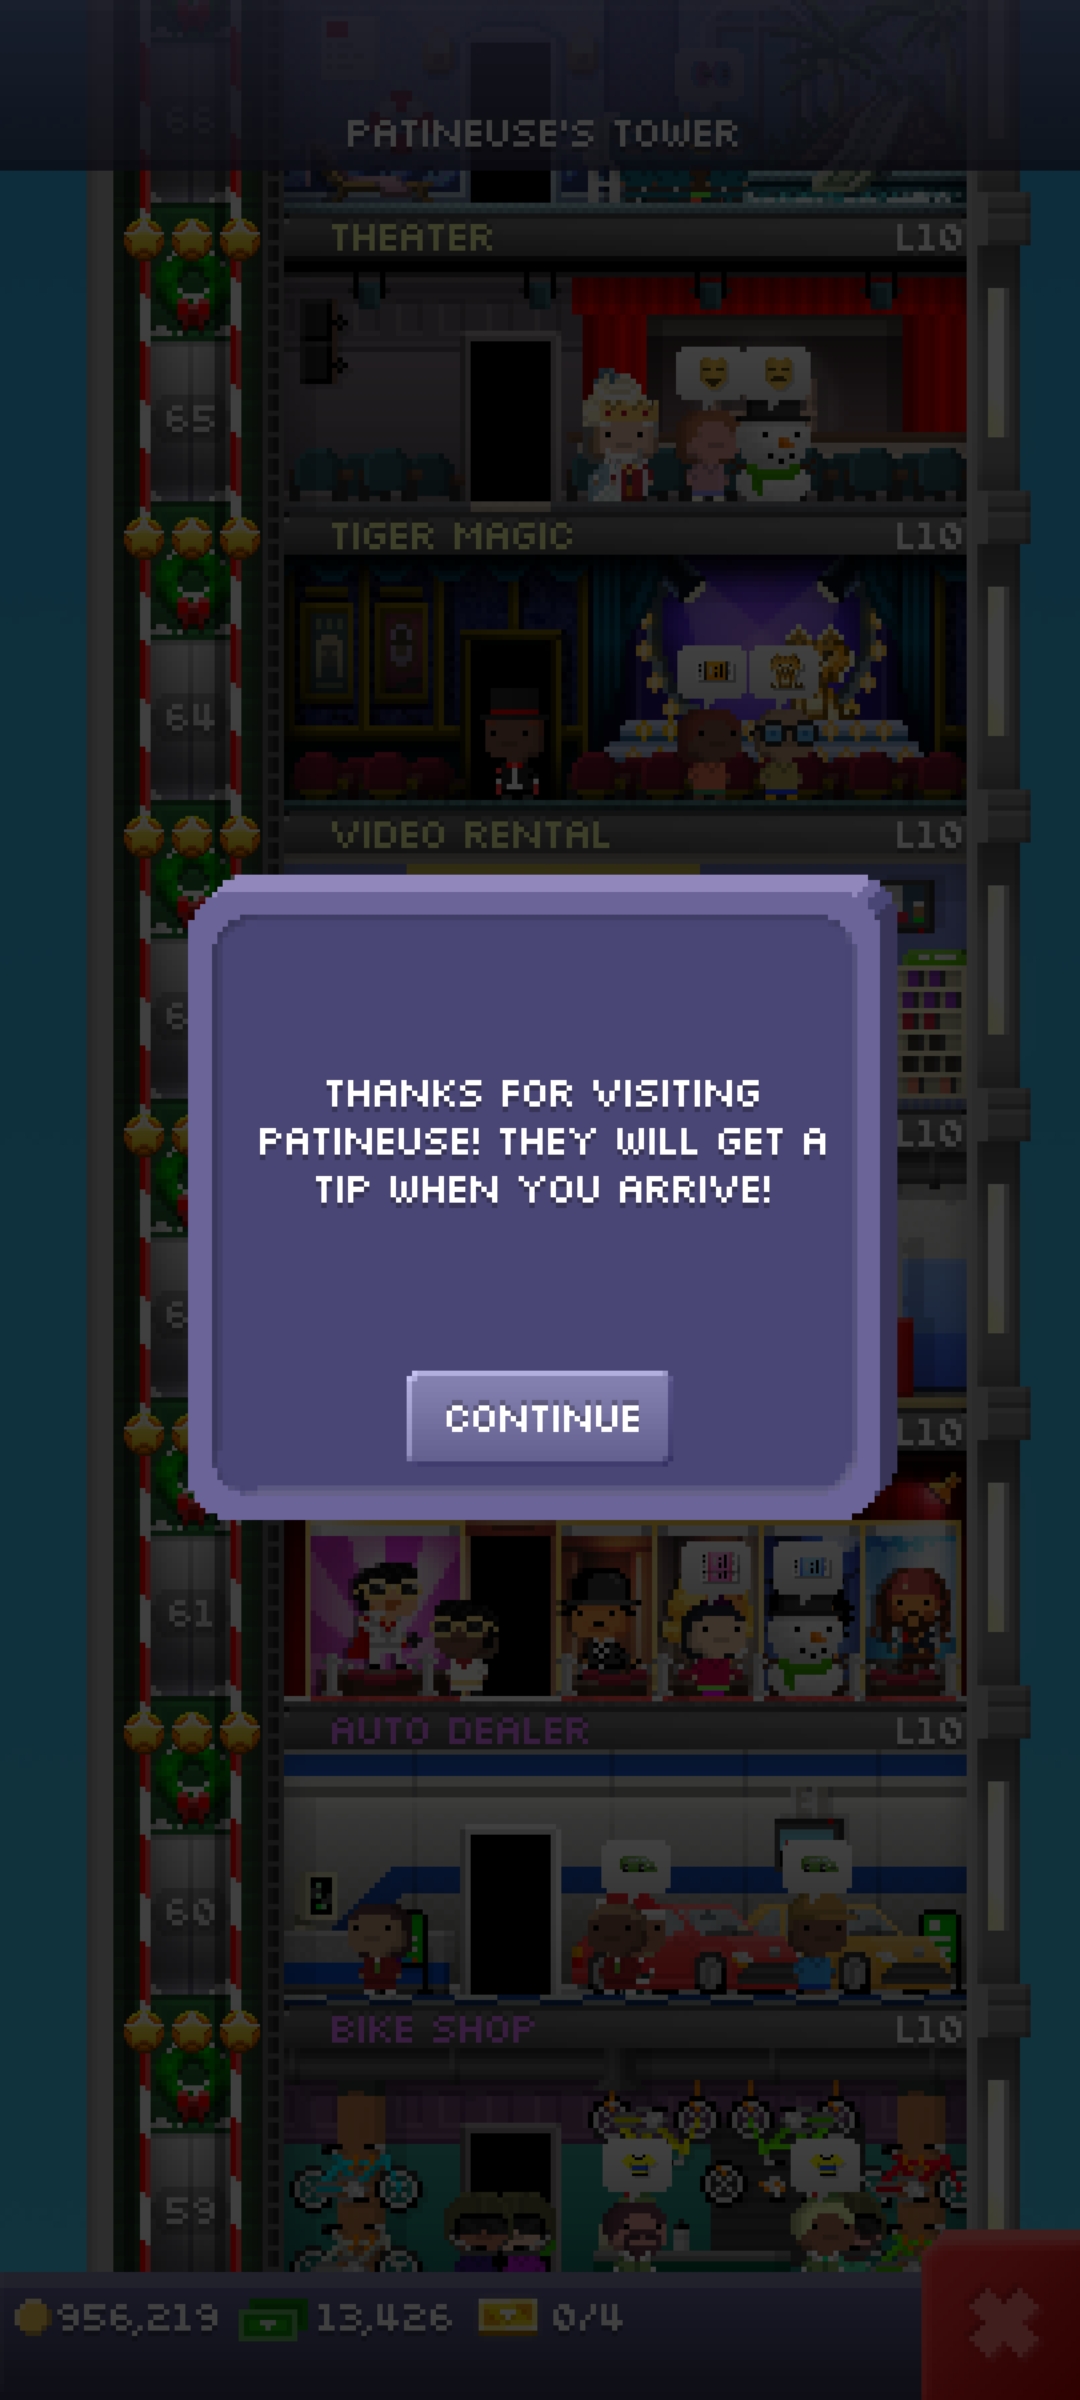 PATINEUSE'S TOWER
66
THEATER L10
65
TIGER MAGIC L10
64
VIDEO RENTAL L10
THANKS FOR VISITING
PATINEUSE! THEY WILL GET A
TIP WHEN YOU ARRIVE!
L10
CONTINUE
L10
61
AUTO DEALER L10
60
BIKE SHOP L10
59
956,219 13,426 0/4